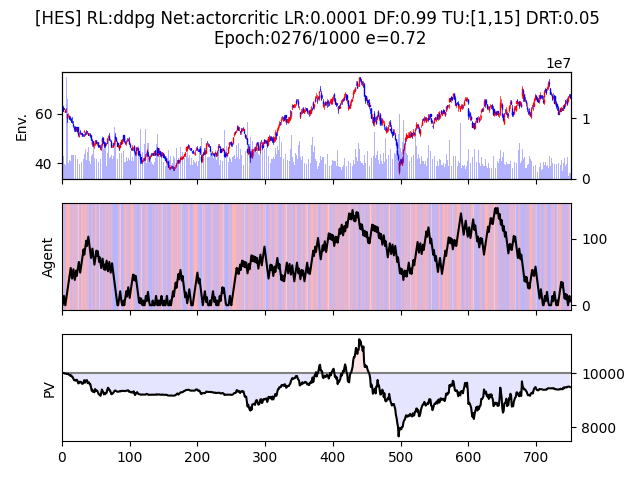 [HES] RL:ddpg Net:actorcritic LR:0.0001 DF:0.99 TU:[1,15] DRT:0.05
Epoch:0276/1000 e=0.72
1e7
Env.
60
40
1
0
Agent
100
0
PV
10000
8000
0 100 200 300 400 500 600 700